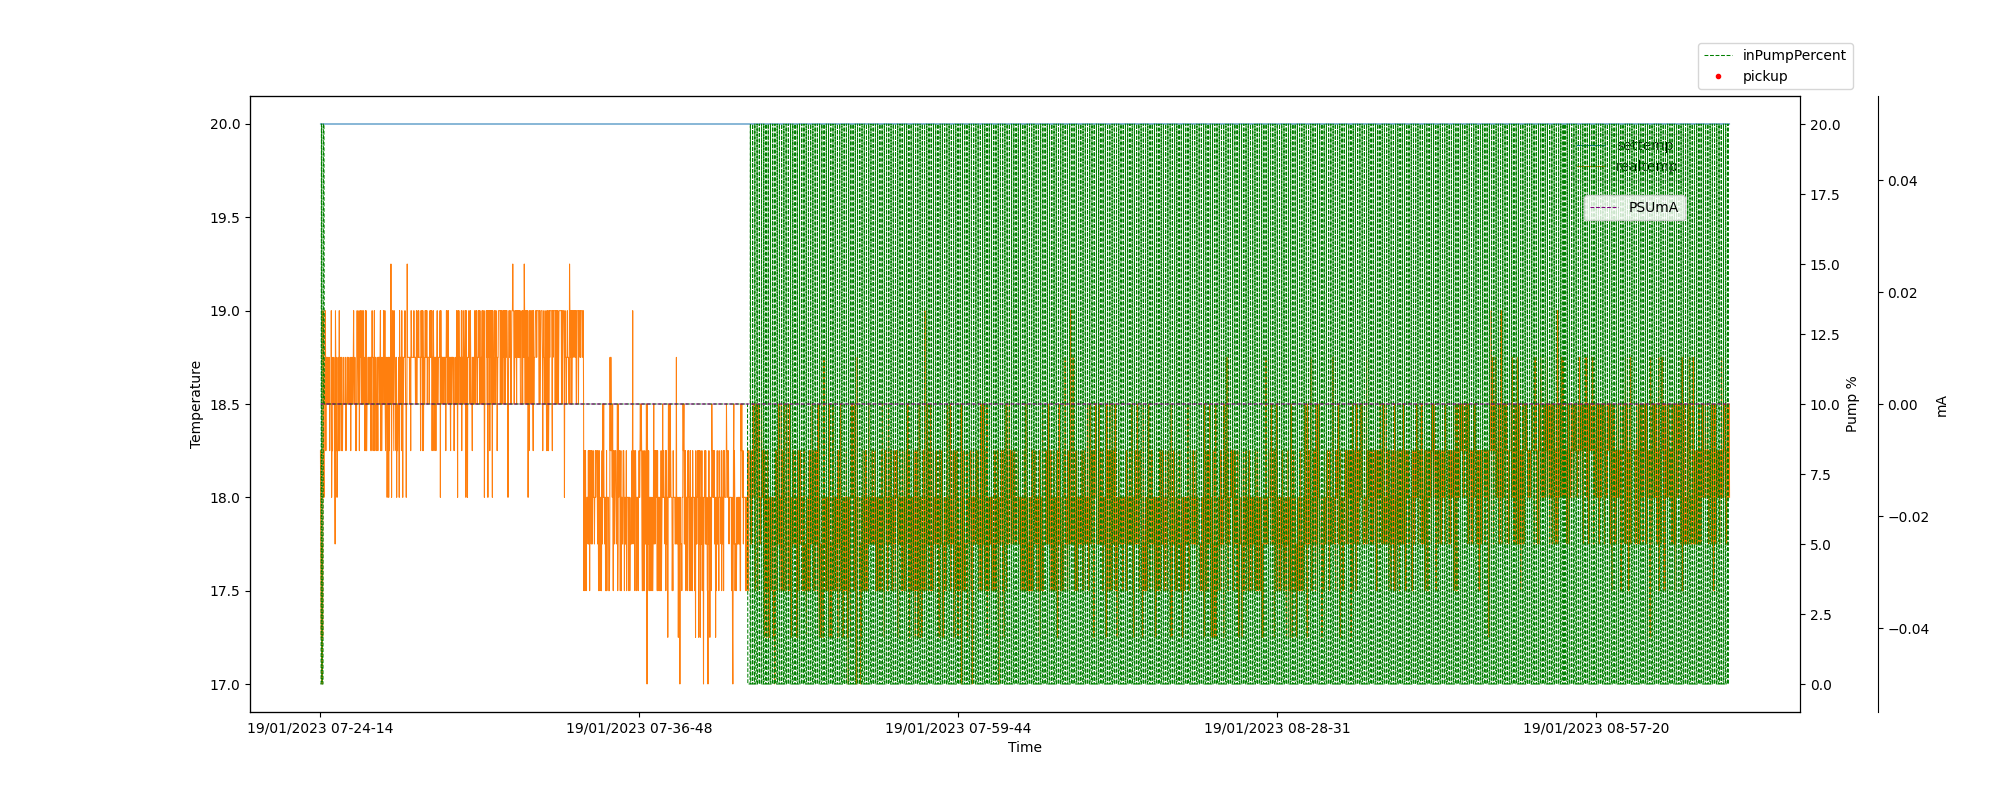 inPumpPercent
pickup
20.0
19.5
19.0
18.5
18.0
17.5
17.0
Temperature
settemp
realtemp
PSUmA
20.0
17.5
15.0
12.5
10.0
7.5
5.0
2.5
0.0
Pump %
0.04
0.02
0.00
−0.02
−0.04
mA
19/01/2023 07-24-14
19/01/2023 07-36-48
19/01/2023 07-59-44
19/01/2023 08-28-31
19/01/2023 08-57-20
Time